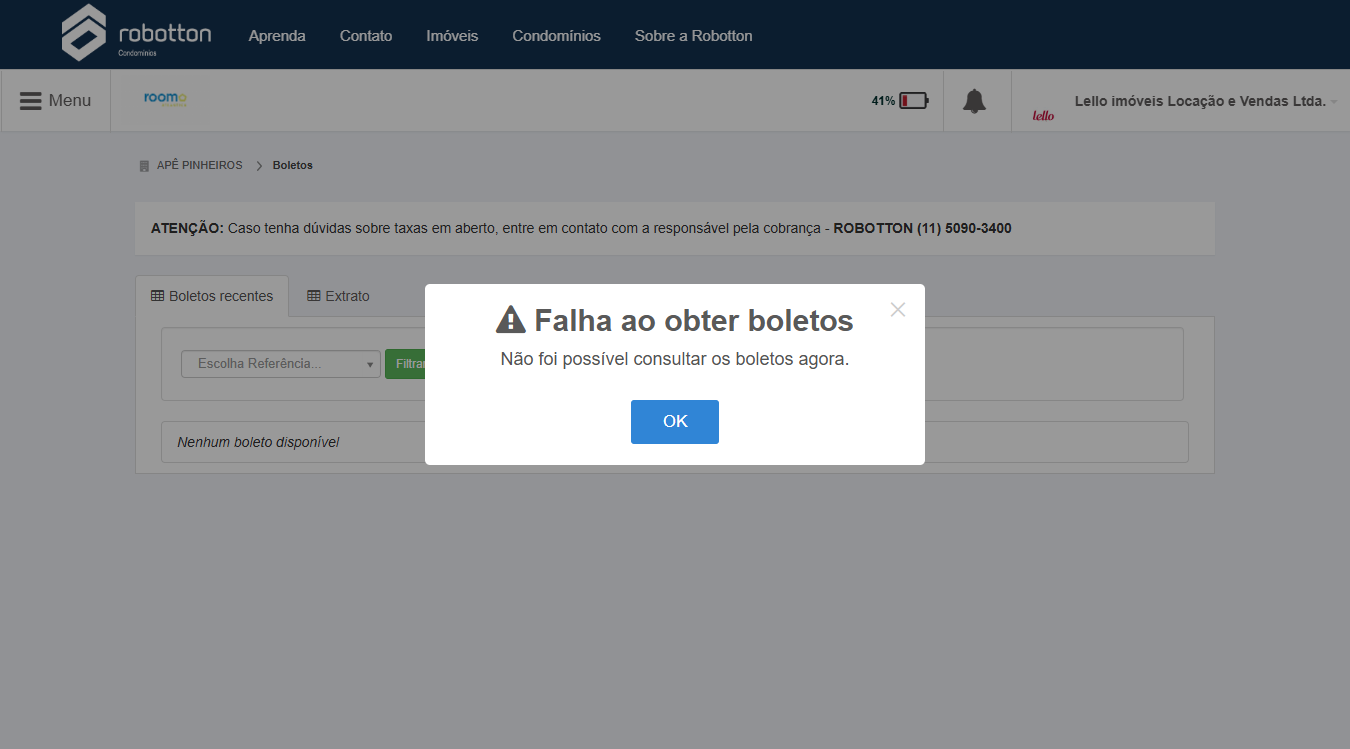 robotton
Condomínios
Aprenda Contato Imóveis Condomínios Sobre a Robotton
Menu
roomo
41%
lello
Lello imóveis Locação e Vendas Ltda.
APÊ PINHEIROS > Boletos
ATENÇÃO: Caso tenha dúvidas sobre taxas em aberto, entre em contato com a responsável pela cobrança - ROBOTTON (11) 5090-3400
Boletos recentes Extrato
Falha ao obter boletos
Não foi possível consultar os boletos agora.
OK
Escolha Referência... Filtrar
Nenhum boleto disponível